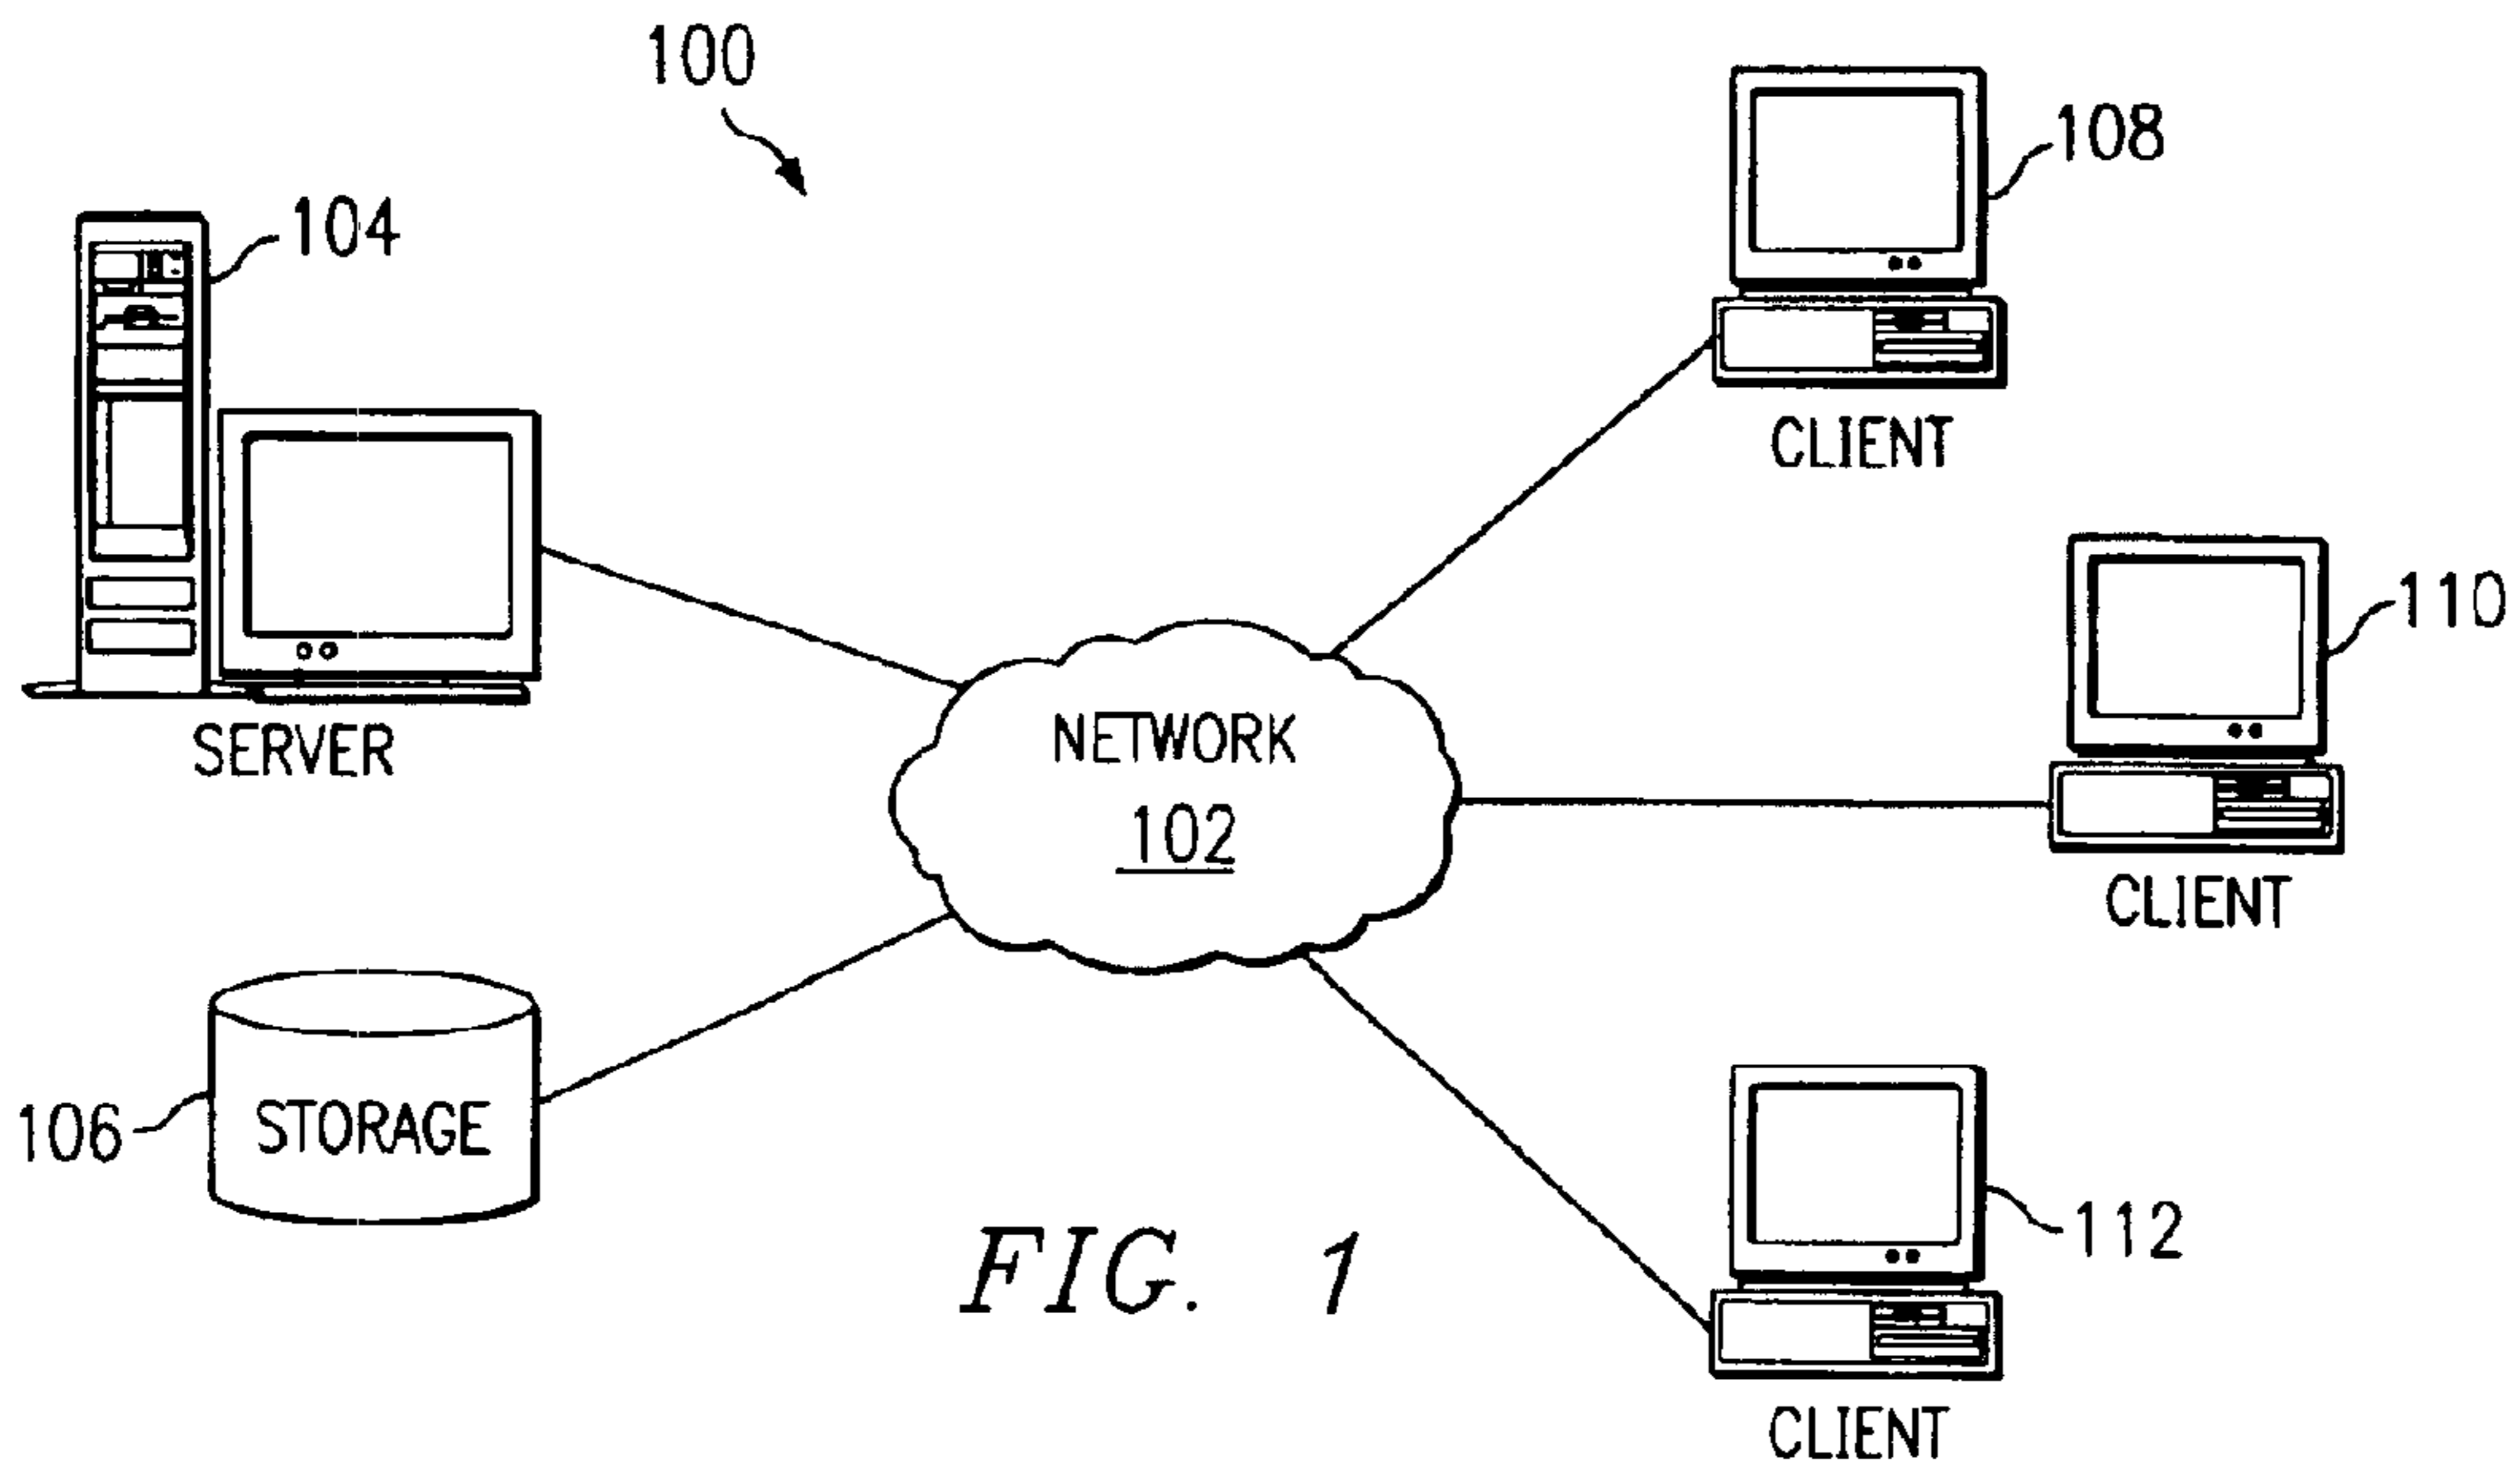 100
108
104
CLIENT
110
SERVER
NETWORK
102
CLIENT
106
STORAGE
112
FIG. 1
CLIENT